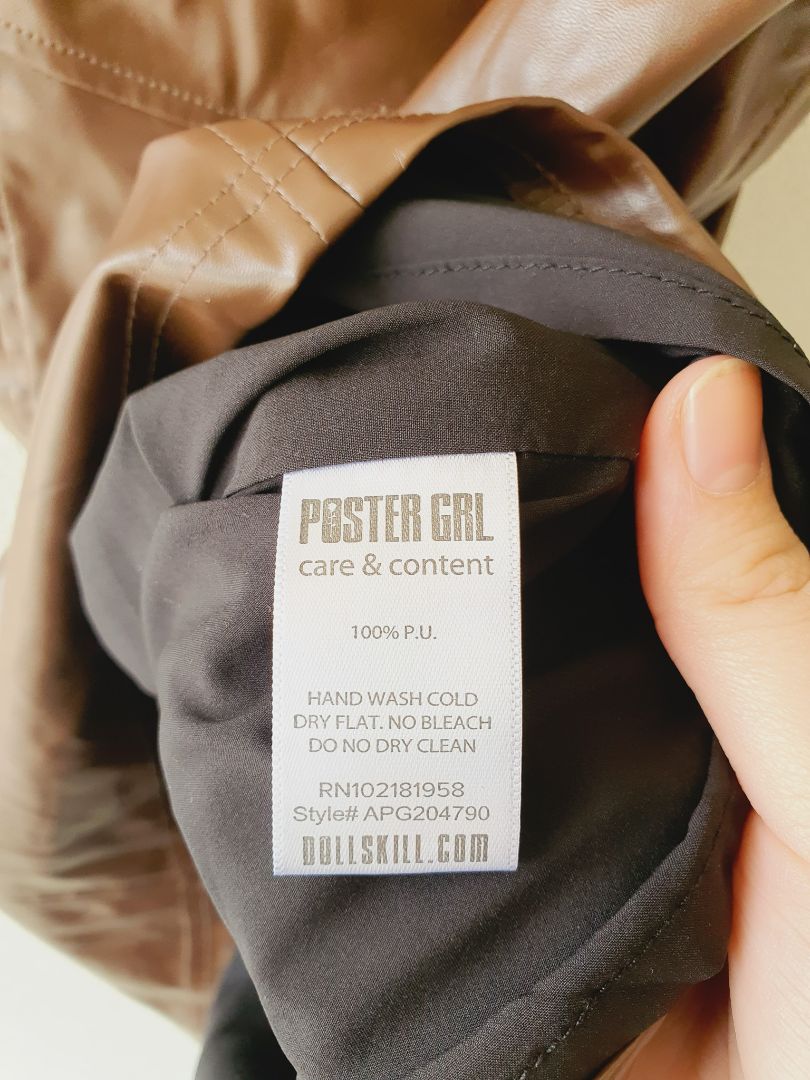 POSTER GRL
care & content
100% P.U.
HAND WASH COLD
DRY FLAT. NO BLEACH
DO NO DRY CLEAN
RN102181958
Style# APG204790
DOLLSKILL.COM